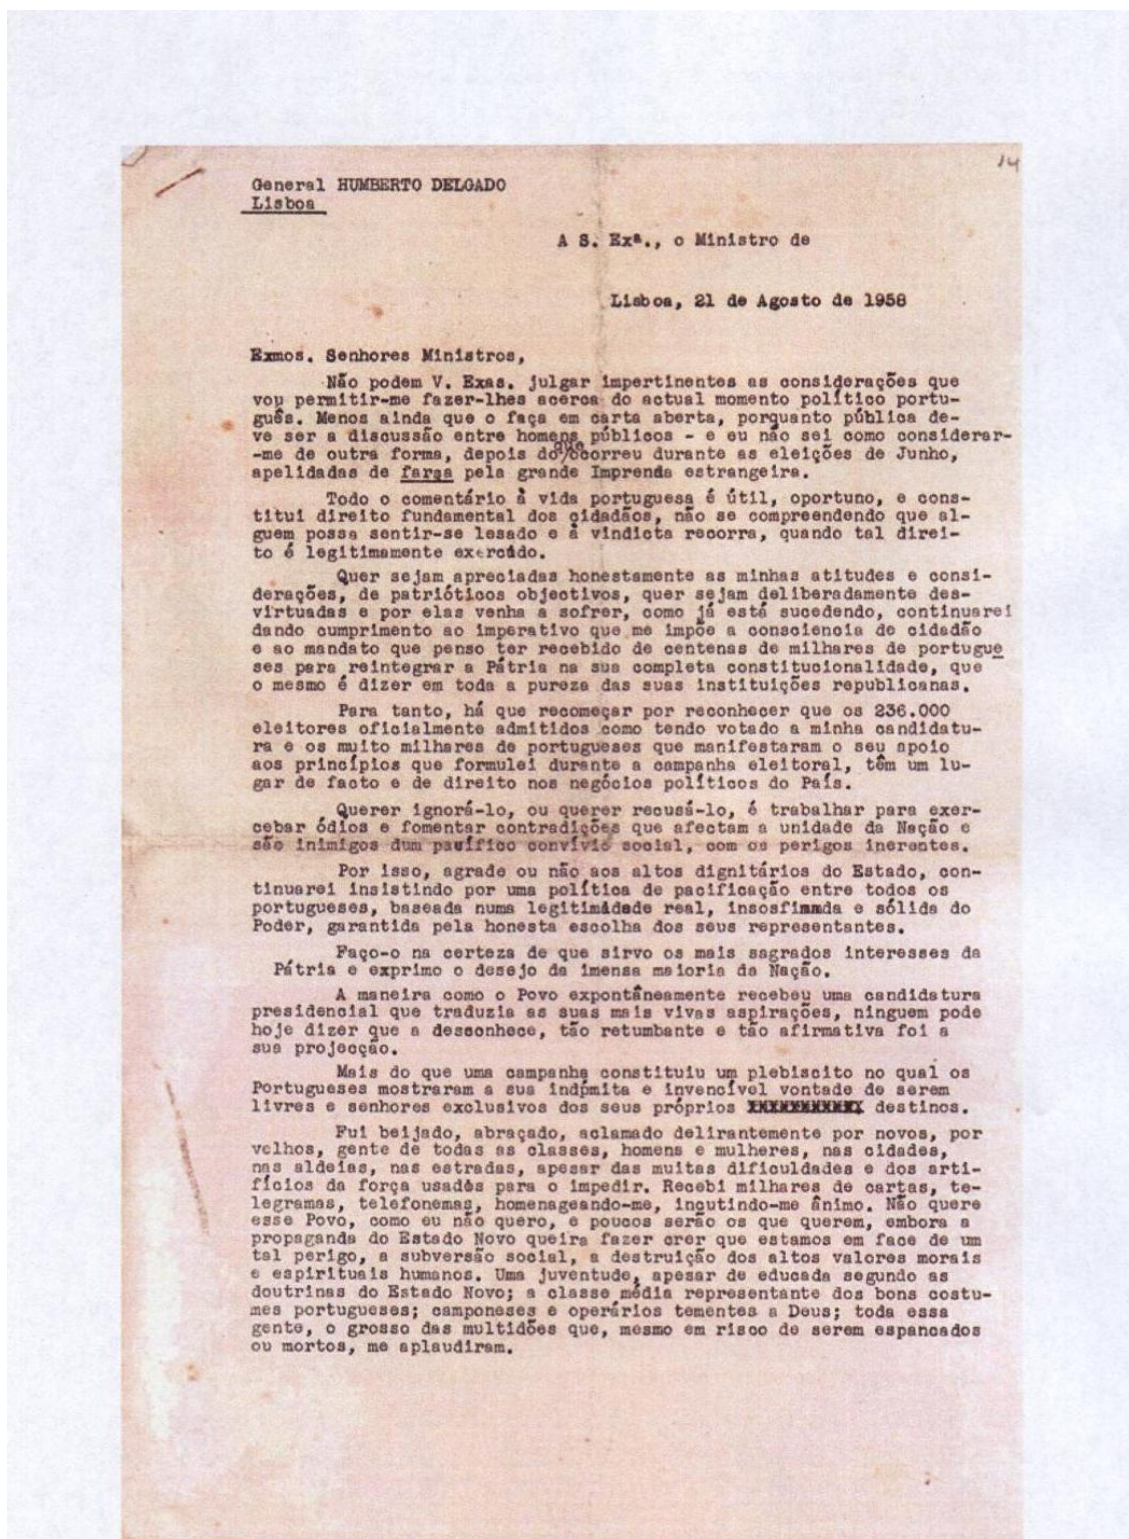 14
General HUMBERTO DELGADO
Lisboa
A S. Exª., o Ministro de
Lisboa, 21 de Agosto de 1958
Exmos. Senhores Ministros,
Não podem V. Exas. julgar impertinentes as considerações que
vou permitir-me fazer-lhes acerca do actual momento político portu-
guês. Menos ainda que o faça em carta aberta, porquanto pública de-
ve ser a discussão entre homens públicos - e eu não sei como considerar-
-me de outra forma, depois do que ocorreu durante as eleições de Junho,
apelidadas de farsa pela grande Imprenda estrangeira.
Todo o comentário à vida portuguesa é útil, oportuno, e cons-
titui direito fundamental dos cidadãos, não se compreendendo que al-
guem possa sentir-se lesado e à vindicta recorra, quando tal direi-
to é legitimamente exercido.
Quer sejam apreciadas honestamente as minhas atitudes e consi-
derações, de patrióticos objectivos, quer sejam deliberadamente des-
virtuadas e por elas venha a sofrer, como já está sucedendo, continuarei
dando cumprimento ao imperativo que me impõe a consciencia de cidadão
e ao mandato que penso ter recebido de centenas de milhares de portugue
ses para reintegrar a Pátria na sua completa constitucionalidade, que
o mesmo é dizer em toda a pureza das suas instituições republicanas.
Para tanto, há que recomeçar por reconhecer que os 236.000
eleitores oficialmente admitidos como tendo votado a minha candidatu-
ra e os muito milhares de portugueses que manifestaram o seu apoio
aos princípios que formulei durante a campanha eleitoral, têm um lu-
gar de facto e de direito nos negócios políticos do País.
Querer ignorá-lo, ou querer recusá-lo, é trabalhar para exer-
cebar ódios e fomentar contradições que afectam a unidade da Nação e
são inimigos dum pacífico convívio social, com os perigos inerentes.
Por isso, agrade ou não aos altos dignitários do Estado, con-
tinuarei insistindo por uma política de pacificação entre todos os
portugueses, baseada numa legitimidade real, insosfimada e sólida do
Poder, garantida pela honesta escolha dos seus representantes.
Faço-o na certeza de que sirvo os mais sagrados interesses da
Pátria e exprimo o desejo da imensa maioria da Nação.
A maneira como o Povo expontâneamente recebeu uma candidatura
presidencial que traduzia as suas mais vivas aspirações, ninguem pode
hoje dizer que a desconhece, tão retumbante e tão afirmativa foi a
sua projecção.
Mais do que uma campanha constituiu um plebiscito no qual os
Portugueses mostraram a sua indómita e invencível vontade de serem
livres e senhores exclusivos dos seus próprios destinos.
Fui beijado, abraçado, aclamado delirantemente por novos, por
velhos, gente de todas as classes, homens e mulheres, nas cidades,
nas aldeias, nas estradas, apesar das muitas dificuldades e dos arti-
fícios da força usados para o impedir. Recebi milhares de cartas, te-
legramas, telefonemas, homenageando-me, incutindo-me ânimo. Não quere
esse Povo, como eu não quero, e poucos serão os que querem, embora a
propaganda do Estado Novo queira fazer crer que estamos em face de um
tal perigo, a subversão social, a destruição dos altos valores morais
e espirituais humanos. Uma juventude, apesar de educada segundo as
doutrinas do Estado Novo; a classe média representante dos bons costu-
mes portugueses; camponeses e operários tementes a Deus; toda essa
gente, o grosso das multidões que, mesmo em risco de serem espancados
ou mortos, me aplaudiram.